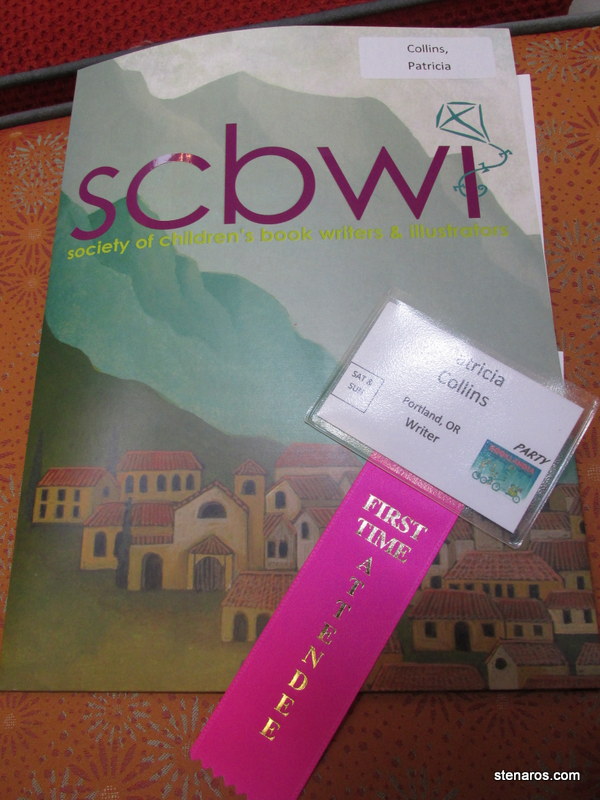 Collins,
Patricia
scbwi
society of children's book writers & illustrators
Patricia
Collins
SAT &
SUN
Portland, OR
Writer
PARTY
FIRST
TIME
ATTENDEE
stenaros.com